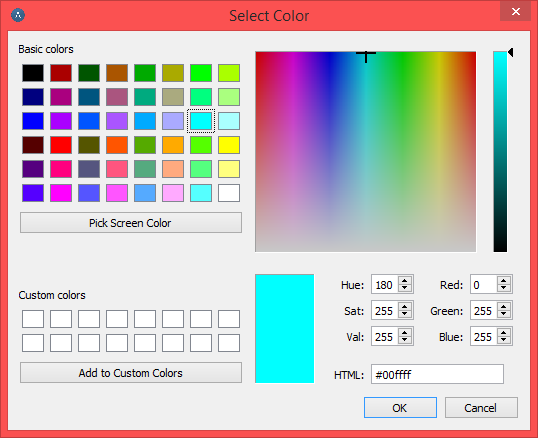 Select Color
Basic colors
Pick Screen Color
Custom colors
Add to Custom Colors
Hue: 180 Red: 0
Sat: 255 Green: 255
Val: 255 Blue: 255
HTML: #00ffff
OK Cancel